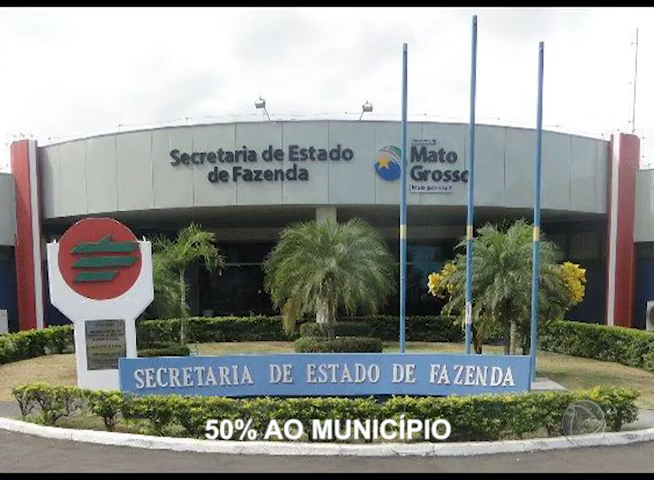 Secretaria de Estado
de Fazenda
Mato
Grosso
SECRETARIA DE ESTADO DE FAZENDA
50% AO MUNICÍPIO